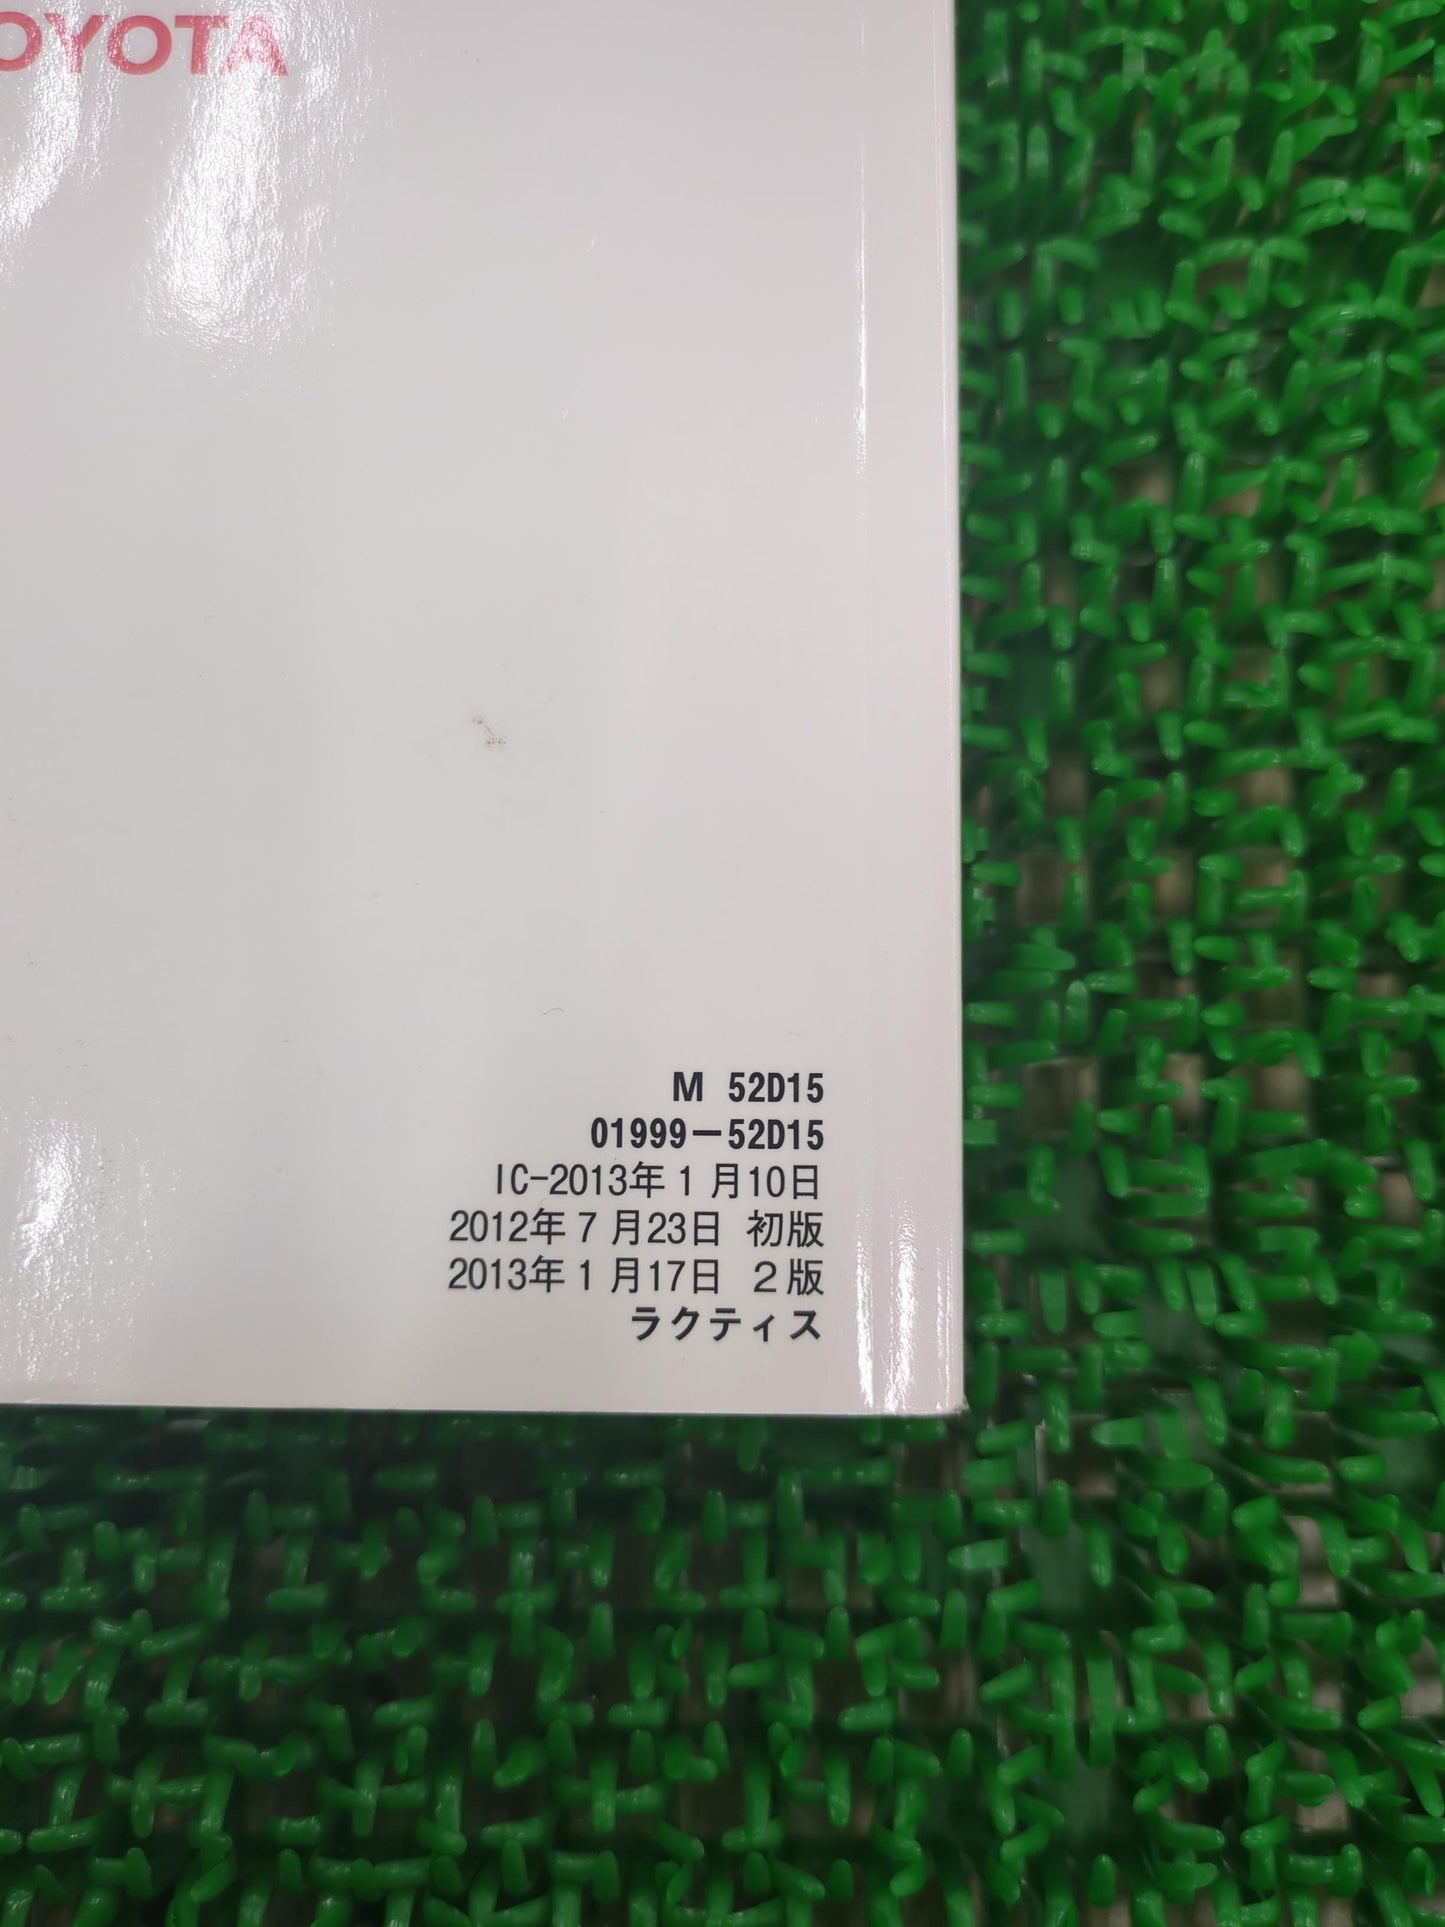 TOYOTA
M 52D15
01999－52D15
IC-2013年1月10日
2012年7月23日 初版
2013年1月17日 2版
ラクティス